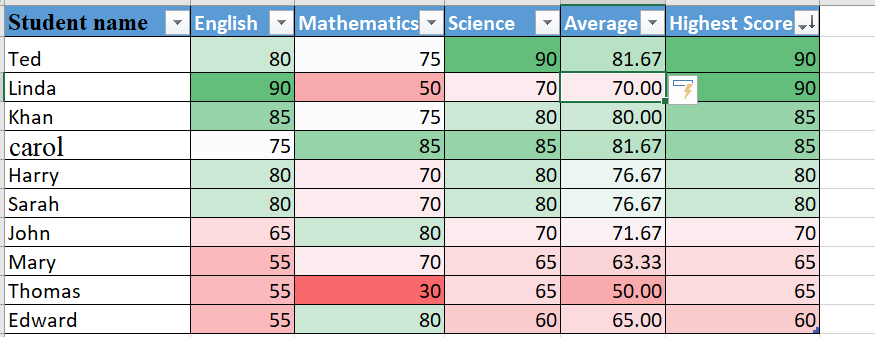 Student name English Mathematics Science Average Highest Score
Ted 80 75 90 81.67 90
Linda 90 50 70 70.00 90
Khan 85 75 80 80.00 85
carol 75 85 85 81.67 85
Harry 80 70 80 76.67 80
Sarah 80 70 80 76.67 80
John 65 80 70 71.67 70
Mary 55 70 65 63.33 65
Thomas 55 30 65 50.00 65
Edward 55 80 60 65.00 60